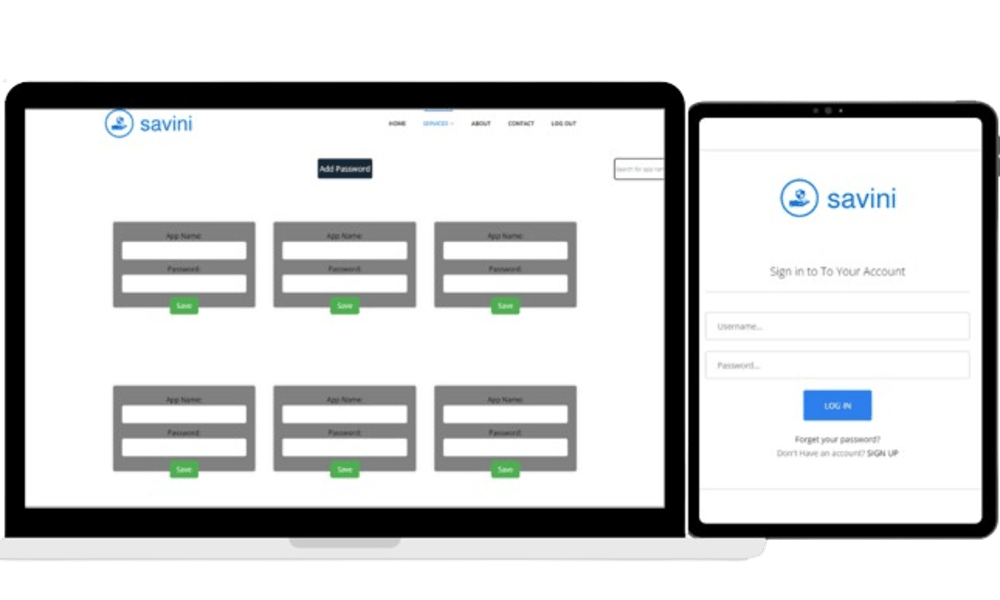 savini
HOME SERVICES ABOUT CONTACT LOG OUT
Add Password
Search for app nam
App Name: App Name: App Name:
Password: Password: Password:
Save Save Save
App Name: App Name: App Name:
Password: Password: Password:
Save Save Save
savini
Sign in to To Your Account
Username...
Password...
LOG IN
Forget your password?
Don't Have an account? SIGN UP